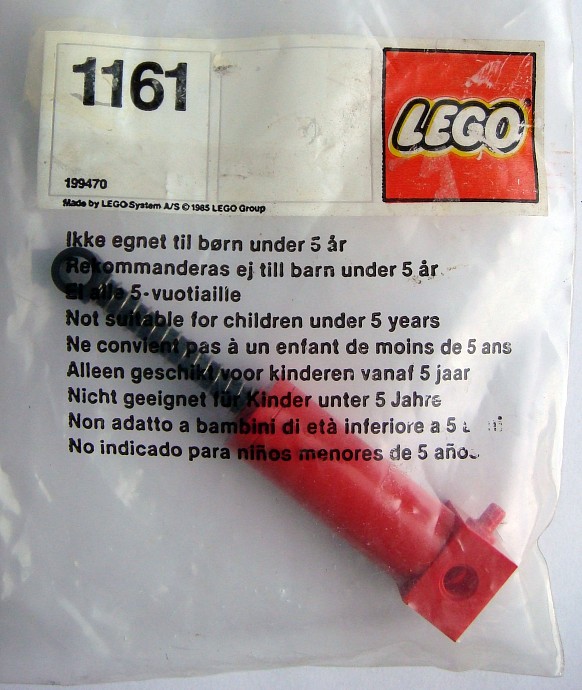 1161
LEGO
199470
Made by LEGO System A/S © 1985 LEGO Group
Ikke egnet til børn under 5 år
Rekommanderas ej till barn under 5 år
Ei alle 5-vuotiaille
Not suitable for children under 5 years
Ne convient pas à un enfant de moins de 5 ans
Alleen geschikt voor kinderen vanaf 5 jaar
Nicht geeignet für Kinder unter 5 Jahre
Non adatto a bambini di età inferiore a 5
No indicado para niños menores de 5 años